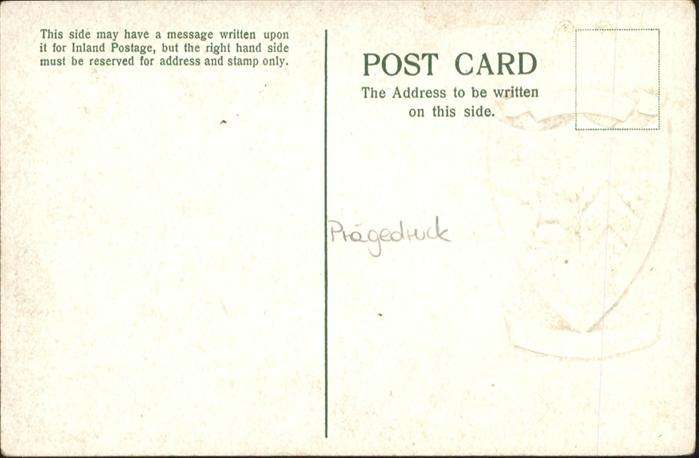 This side may have a message written upon
it for Inland Postage, but the right hand side
must be reserved for address and stamp only.
POST CARD
The Address to be written
on this side.
Prägedruck